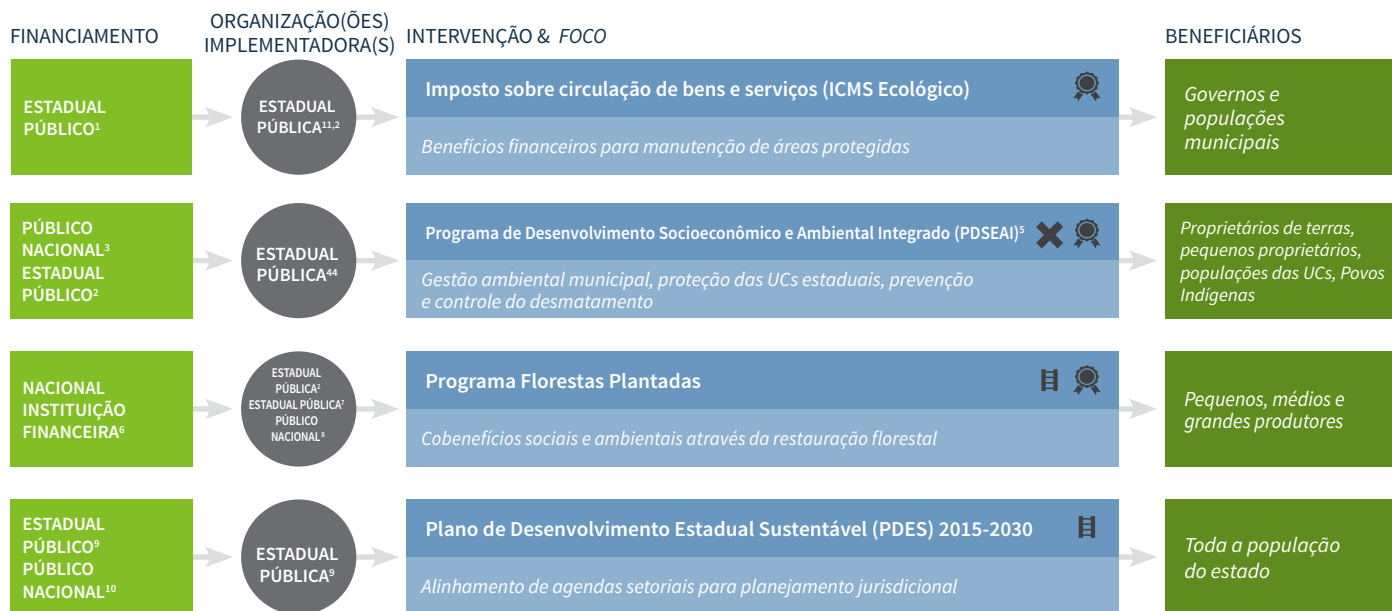 FINANCIAMENTO
ORGANIZAÇÃO(ÕES)
IMPLEMENTADORA(S)
INTERVENÇÃO & FOCO
BENEFICIÁRIOS
ESTADUAL
PÚBLICO¹
ESTADUAL
PÚBLICA¹¹,²
Imposto sobre circulação de bens e serviços (ICMS Ecológico)
Benefícios financeiros para manutenção de áreas protegidas
Governos e
populações
municipais
PÚBLICO
NACIONAL³
ESTADUAL
PÚBLICO²
ESTADUAL
PÚBLICA⁴⁴
Programa de Desenvolvimento Socioeconômico e Ambiental Integrado (PDSEAI)⁵
Gestão ambiental municipal, proteção das UCs estaduais, prevenção
e controle do desmatamento
Proprietários de terras,
pequenos proprietários,
populações das UCs, Povos
Indígenas
NACIONAL
INSTITUIÇÃO
FINANCEIRA⁶
ESTADUAL
PÚBLICA²
ESTADUAL PÚBLICA⁷
PÚBLICO
NACIONAL⁸
Programa Florestas Plantadas
Cobenefícios sociais e ambientais através da restauração florestal
Pequenos, médios e
grandes produtores
ESTADUAL
PÚBLICO⁹
PÚBLICO
NACIONAL¹⁰
ESTADUAL
PÚBLICA⁹
Plano de Desenvolvimento Estadual Sustentável (PDES) 2015-2030
Alinhamento de agendas setoriais para planejamento jurisdicional
Toda a população
do estado